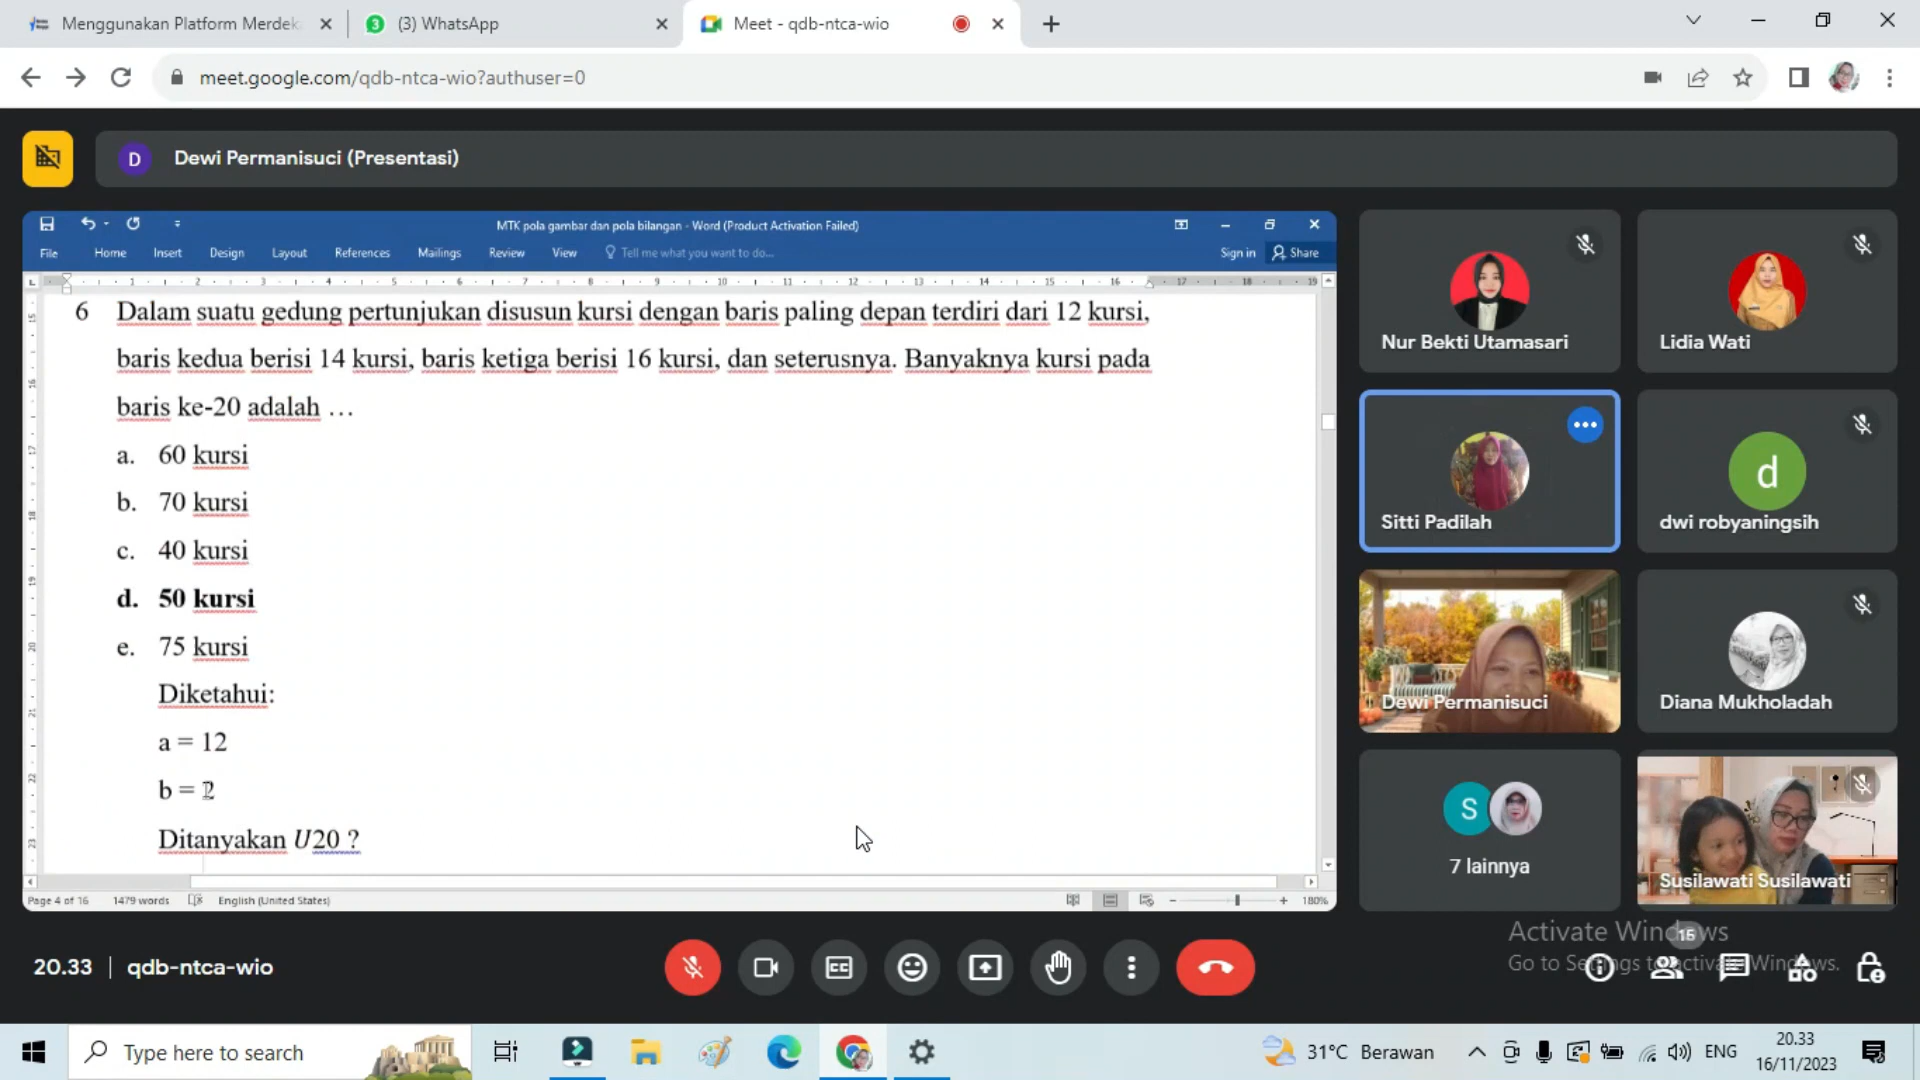 Menggunakan Platform Merdek
(3) WhatsApp
Meet - qdb-ntca-wio
meet.google.com/qdb-ntca-wio?authuser=0
D
Dewi Permanisuci (Presentasi)
MTK pola gambar dan pola bilangan - Word (Product Activation Failed)
File Home Insert Design Layout References Mailings Review View Tell me what you want to do... Sign in Share
6 Dalam suatu gedung pertunjukan disusun kursi dengan baris paling depan terdiri dari 12 kursi,
baris kedua berisi 14 kursi, baris ketiga berisi 16 kursi, dan seterusnya. Banyaknya kursi pada
baris ke-20 adalah …
a. 60 kursi
b. 70 kursi
c. 40 kursi
d. 50 kursi
e. 75 kursi
Diketahui:
a = 12
b = 2
Ditanyakan U20 ?
Page 4 of 16 1479 words English (United States) 180%
Nur Bekti Utamasari
Lidia Wati
Sitti Padilah
d
dwi robyaningsih
Dewi Permanisuci
Diana Mukholadah
S
7 lainnya
Susilawati Susilawati
Activate Windows
Go to Settings to activate Windows.
15
20.33 | qdb-ntca-wio
Type here to search
31°C Berawan
ENG
20.33
16/11/2023